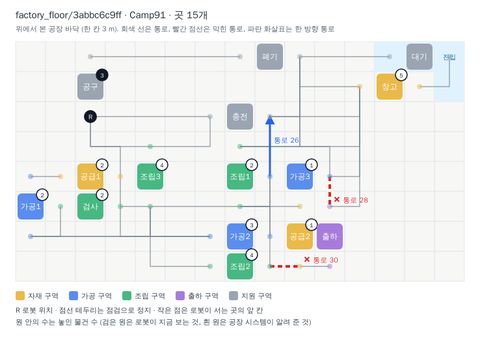 factory_floor/3abbc6c9ff · Camp91 · 곳 15개
위에서 본 공장 바닥 (한 칸 3 m). 회색 선은 통로, 빨간 점선은 막힌 통로, 파란 화살표는 한 방향 통로
폐기
대기
공구 3
창고 5
R
충전
통로 26
공급1 2
조립3 4
조립1 2
가공3 1
가공1 2
검사 2
✕ 통로 28
가공2 3
공급2 1
출하
조립2 4
✕ 통로 30
자재 구역
가공 구역
조립 구역
출하 구역
지원 구역
R 로봇 위치 · 점선 테두리는 점검으로 정지 · 작은 점은 로봇이 서는 곳의 앞 칸
원 안의 수는 놓인 물건 수 (검은 원은 로봇이 지금 보는 것, 흰 원은 공장 시스템이 알려 준 것)